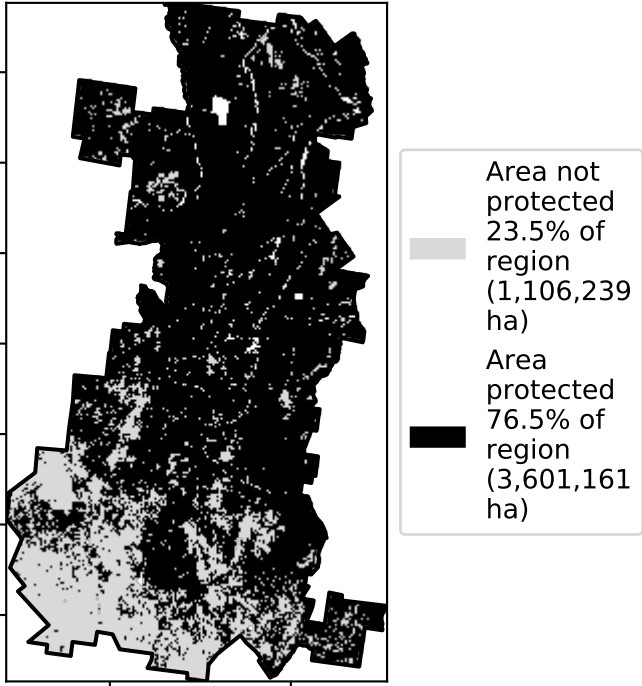 Area not
protected
23.5% of
region
(1,106,239
ha)
Area
protected
76.5% of
region
(3,601,161
ha)